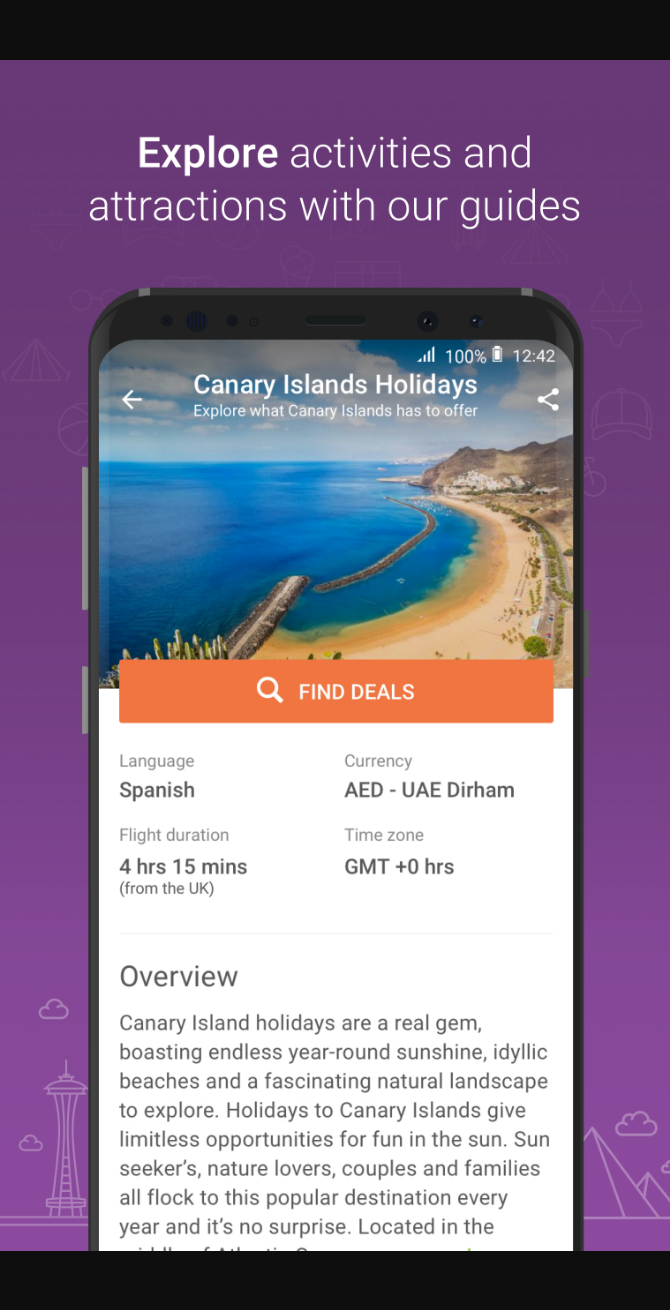 Explore activities and
attractions with our guides
100% 12:42
Canary Islands Holidays
Explore what Canary Islands has to offer
FIND DEALS
Language
Spanish
Currency
AED - UAE Dirham
Flight duration
4 hrs 15 mins
(from the UK)
Time zone
GMT +0 hrs
Overview
Canary Island holidays are a real gem,
boasting endless year-round sunshine, idyllic
beaches and a fascinating natural landscape
to explore. Holidays to Canary Islands give
limitless opportunities for fun in the sun. Sun
seeker's, nature lovers, couples and families
all flock to this popular destination every
year and it's no surprise. Located in the